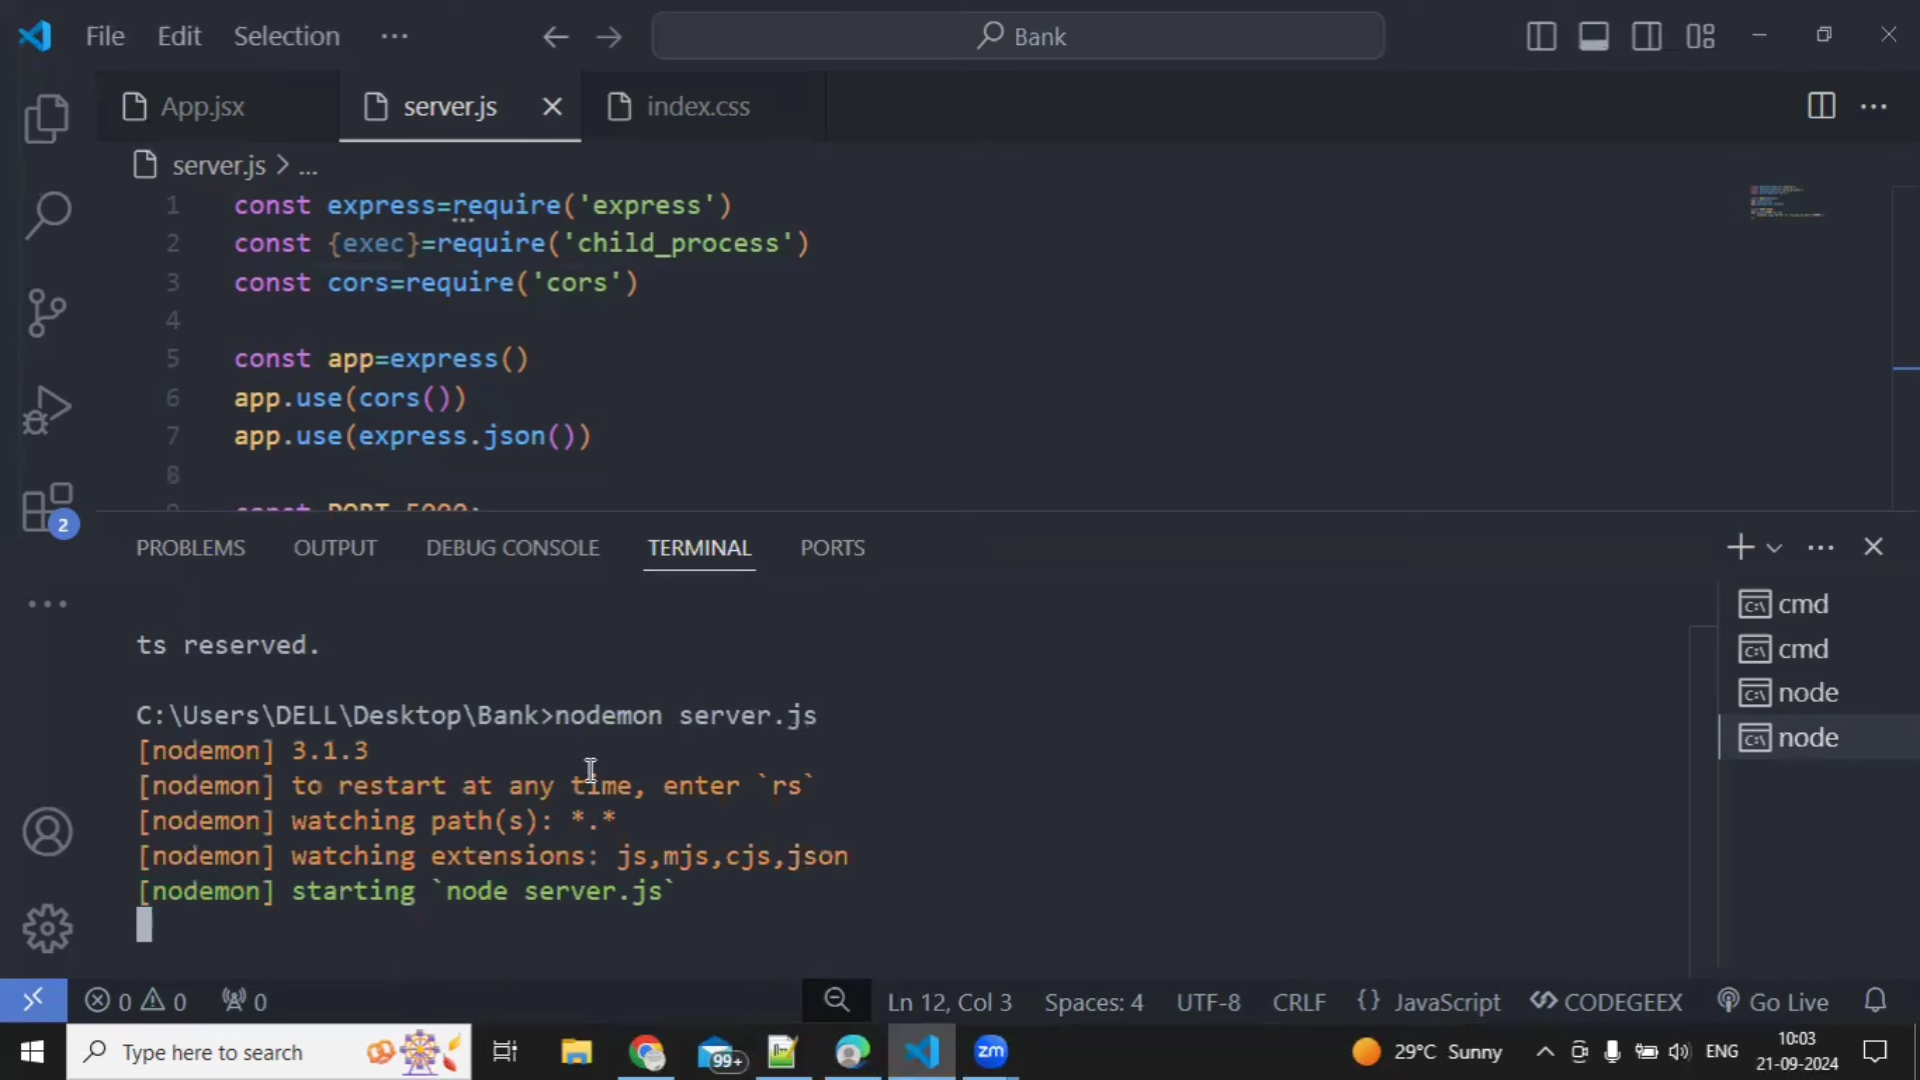 File Edit Selection ... Bank
App.jsx server.js index.css ...
server.js > ...
1 const express=require('express')
2 const {exec}=require('child_process')
3 const cors=require('cors')
4
5 const app=express()
6 app.use(cors())
7 app.use(express.json())
8
const PORT 5000;
PROBLEMS OUTPUT DEBUG CONSOLE TERMINAL PORTS
2
ts reserved.
cmd
cmd
node
node
C:\Users\DELL\Desktop\Bank>nodemon server.js
[nodemon] 3.1.3
[nodemon] to restart at any time, enter `rs`
[nodemon] watching path(s): *.*
[nodemon] watching extensions: js,mjs,cjs,json
[nodemon] starting `node server.js`
0 0 0 Ln 12, Col 3 Spaces: 4 UTF-8 CRLF {} JavaScript CODEGEEX Go Live
Type here to search 99+ zm 29°C Sunny ENG 10:03
21-09-2024